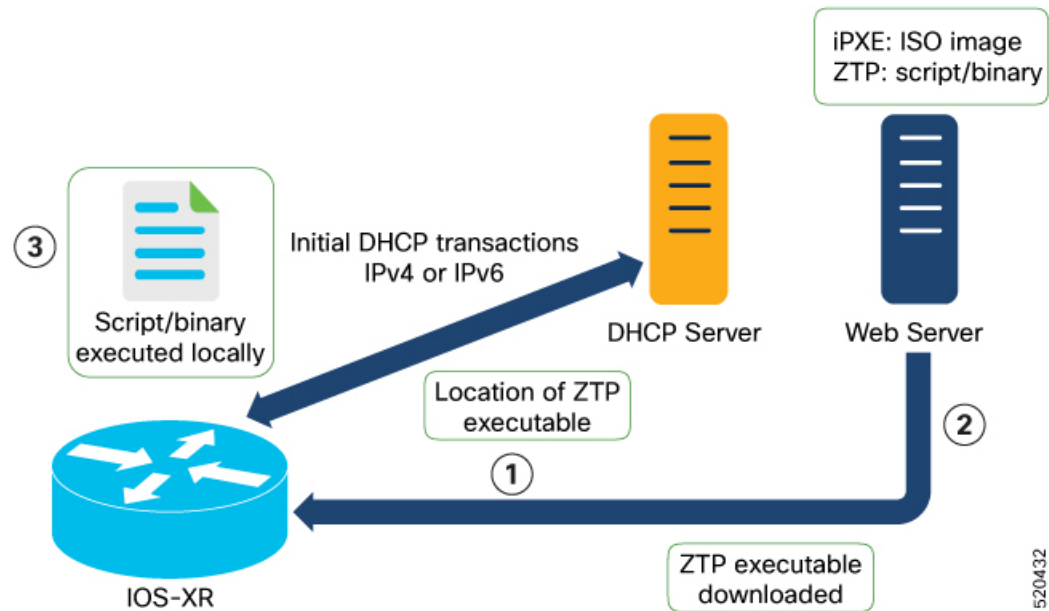 iPXE: ISO image
ZTP: script/binary
3
Script/binary
executed locally
Initial DHCP transactions
IPv4 or IPv6
DHCP Server
Web Server
Location of ZTP
executable
1
2
IOS-XR
ZTP executable
downloaded
520432